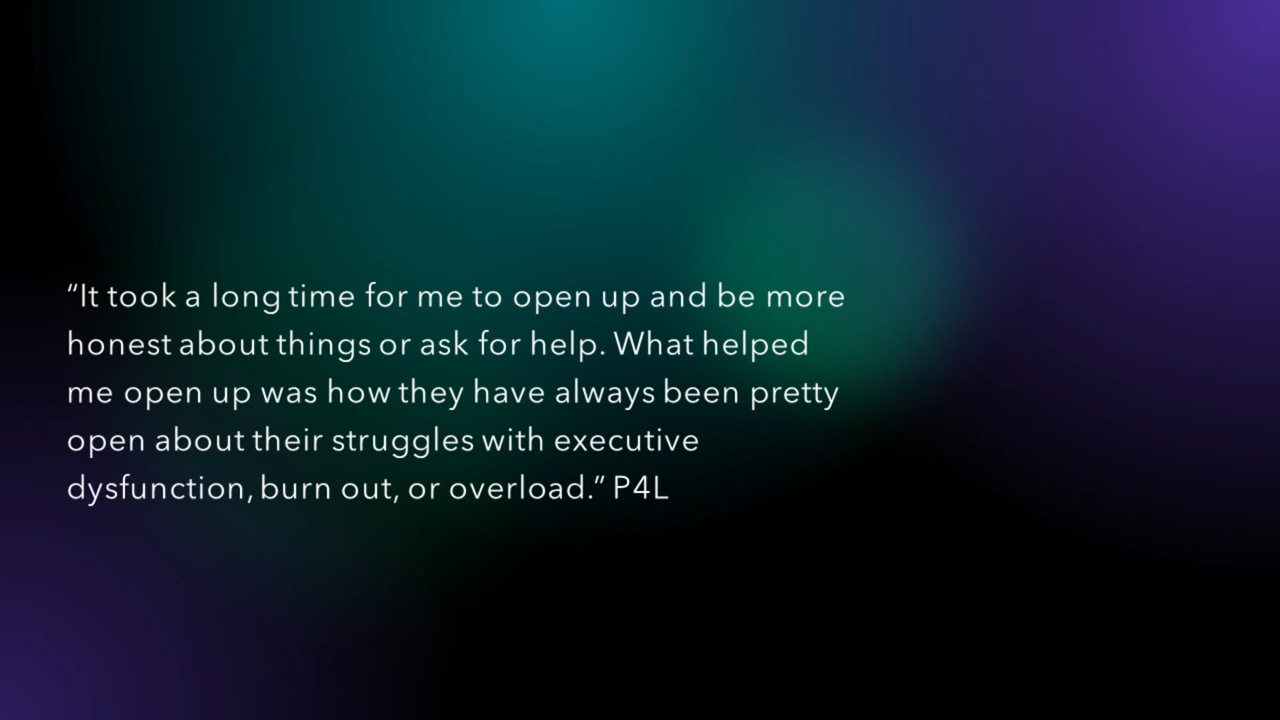 “It took a long time for me to open up and be more
honest about things or ask for help. What helped
me open up was how they have always been pretty
open about their struggles with executive
dysfunction, burn out, or overload.” P4L